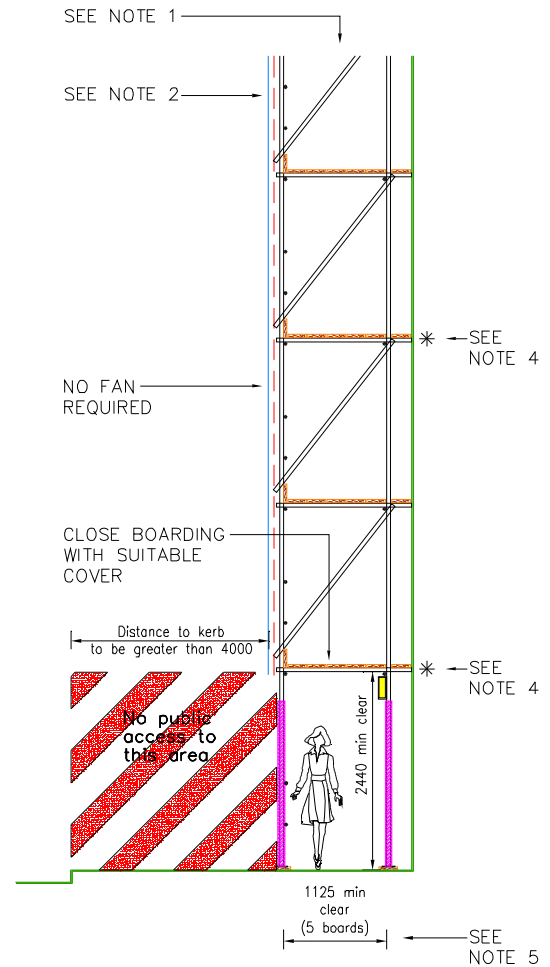 SEE NOTE 1
SEE NOTE 2
SEE
NOTE 4
NO FAN
REQUIRED
CLOSE BOARDING
WITH SUITABLE
COVER
Distance to kerb
to be greater than 4000
SEE
NOTE 4
No public
access to
this area
2440 min clear
1125 min
clear
(5 boards)
SEE
NOTE 5